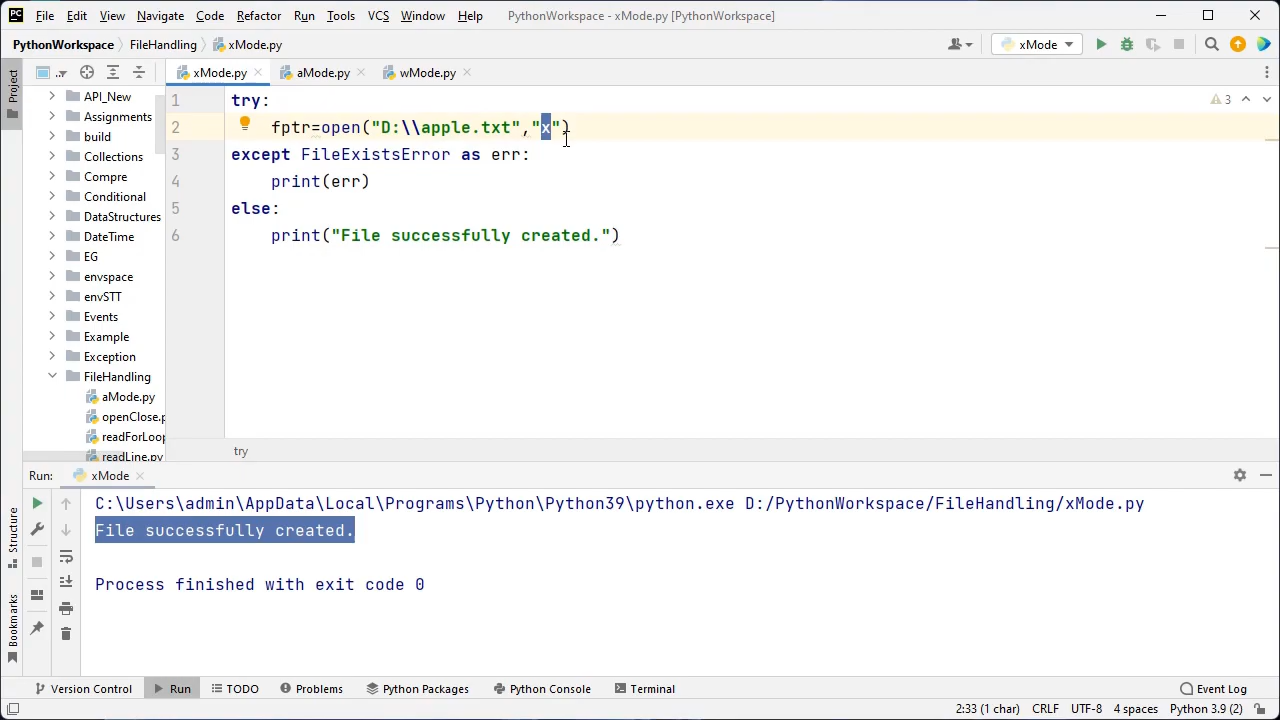 PC File Edit View Navigate Code Refactor Run Tools VCS Window Help PythonWorkspace - xMode.py [PythonWorkspace]
PythonWorkspace FileHandling xMode.py xMode
Project
.. xMode.py aMode.py wMode.py
API_New
Assignments
build
Collections
Compre
Conditional
DataStructures
DateTime
EG
envspace
envSTT
Events
Example
Exception
FileHandling
aMode.py
openClose.p
readForLoop
readLine.py
1 try:
2 fptr=open("D:\\apple.txt","x")
3 except FileExistsError as err:
4 print(err)
5 else:
6 print("File successfully created.")
3
try
Run: xMode
C:\Users\admin\AppData\Local\Programs\Python\Python39\python.exe D:/PythonWorkspace/FileHandling/xMode.py
File successfully created.
Process finished with exit code 0
Structure
Bookmarks
Version Control Run TODO Problems Python Packages Python Console Terminal Event Log
2:33 (1 char) CRLF UTF-8 4 spaces Python 3.9 (2)